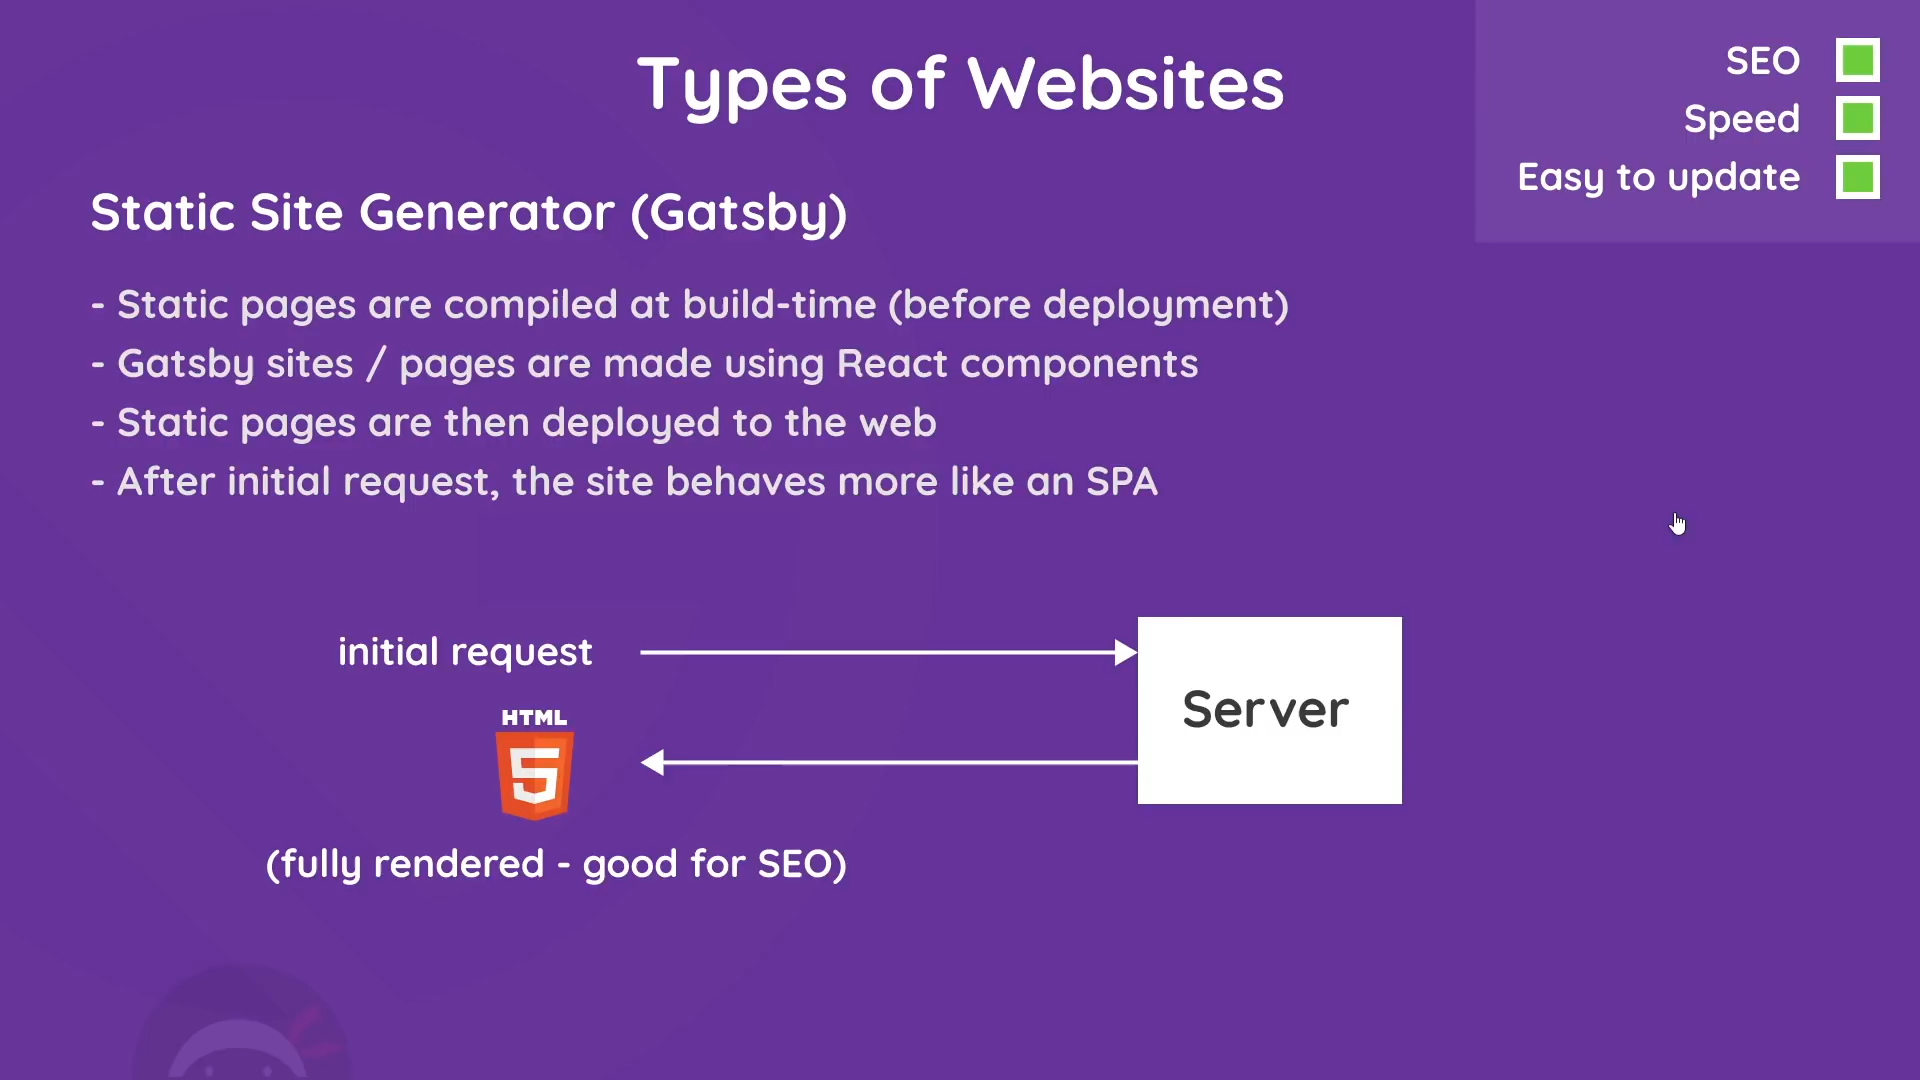 Types of Websites
SEO
Speed
Easy to update
Static Site Generator (Gatsby)
- Static pages are compiled at build-time (before deployment)
- Gatsby sites / pages are made using React components
- Static pages are then deployed to the web
- After initial request, the site behaves more like an SPA
initial request
HTML
5
Server
(fully rendered - good for SEO)